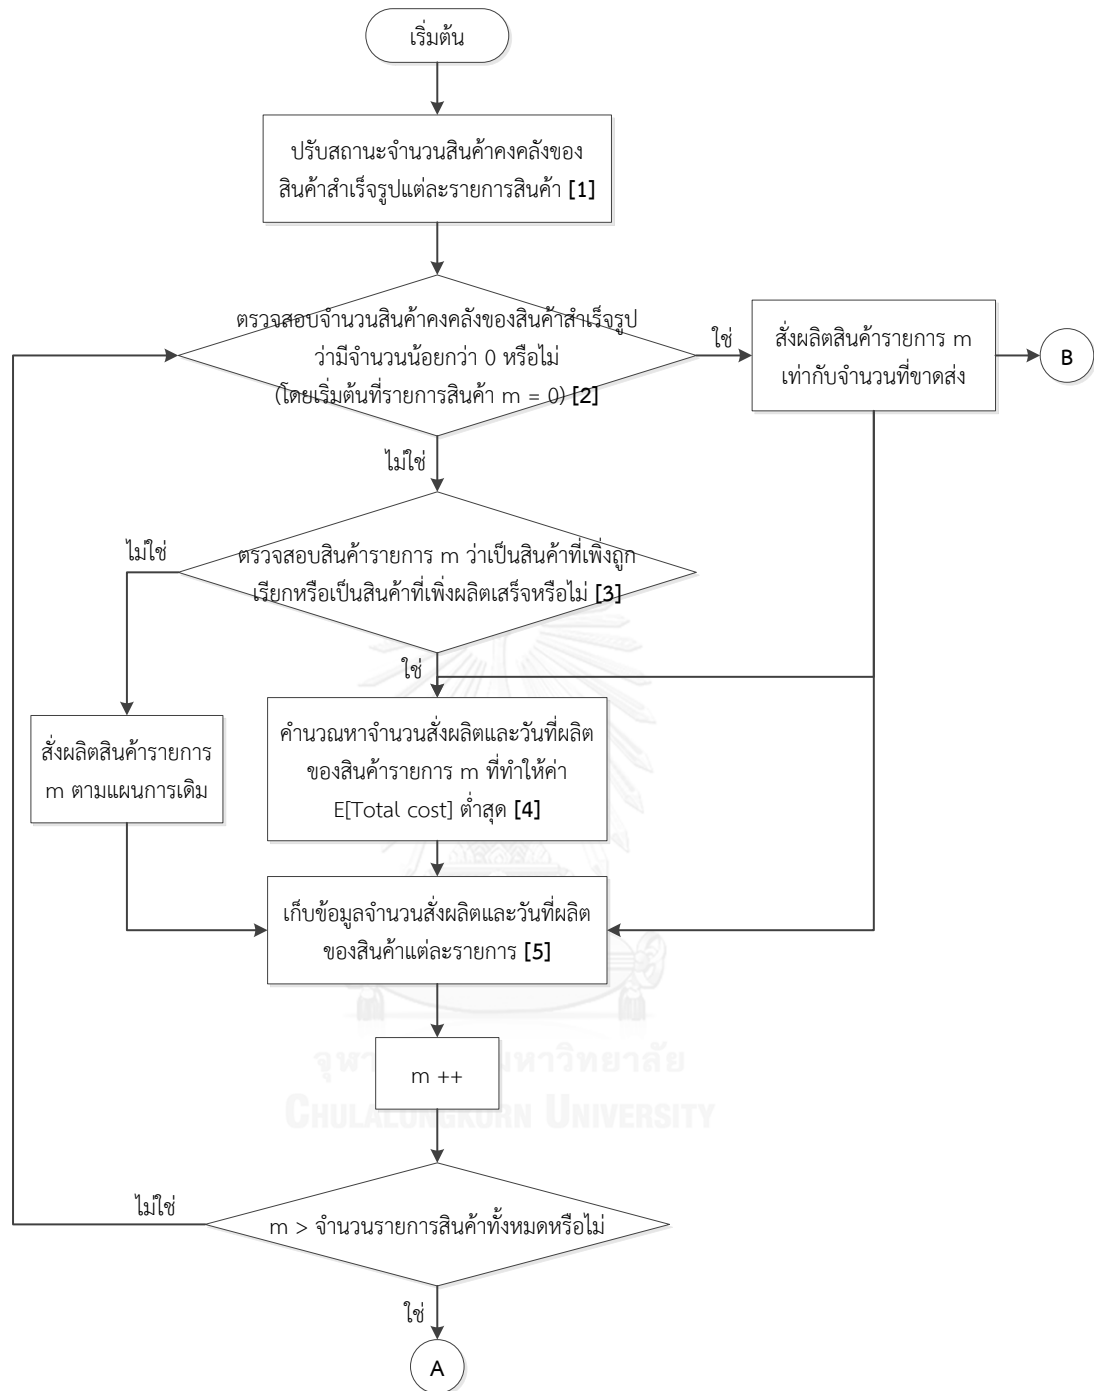 เริ่มต้น
ปรับสถานะจำนวนสินค้าคงคลังของ
สินค้าสำเร็จรูปแต่ละรายการสินค้า [1]
ตรวจสอบจำนวนสินค้าคงคลังของสินค้าสำเร็จรูป
ว่ามีจำนวนน้อยกว่า 0 หรือไม่
(โดยเริ่มต้นที่รายการสินค้า m = 0) [2]
ใช่
สั่งผลิตสินค้ารายการ m
เท่ากับจำนวนที่ขาดส่ง
B
ไม่ใช่
ตรวจสอบสินค้ารายการ m ว่าเป็นสินค้าที่เพิ่งถูก
เรียกหรือเป็นสินค้าที่เพิ่งผลิตเสร็จหรือไม่ [3]
ไม่ใช่
ใช่
สั่งผลิตสินค้ารายการ
m ตามแผนการเดิม
คำนวณหาจำนวนสั่งผลิตและวันที่ผลิต
ของสินค้ารายการ m ที่ทำให้ค่า
E[Total cost] ต่ำสุด [4]
เก็บข้อมูลจำนวนสั่งผลิตและวันที่ผลิต
ของสินค้าแต่ละรายการ [5]
m ++
จุฬาลงกรณ์มหาวิทยาลัย
CHULALONGKORN UNIVERSITY
ไม่ใช่
m > จำนวนรายการสินค้าทั้งหมดหรือไม่
ใช่
A